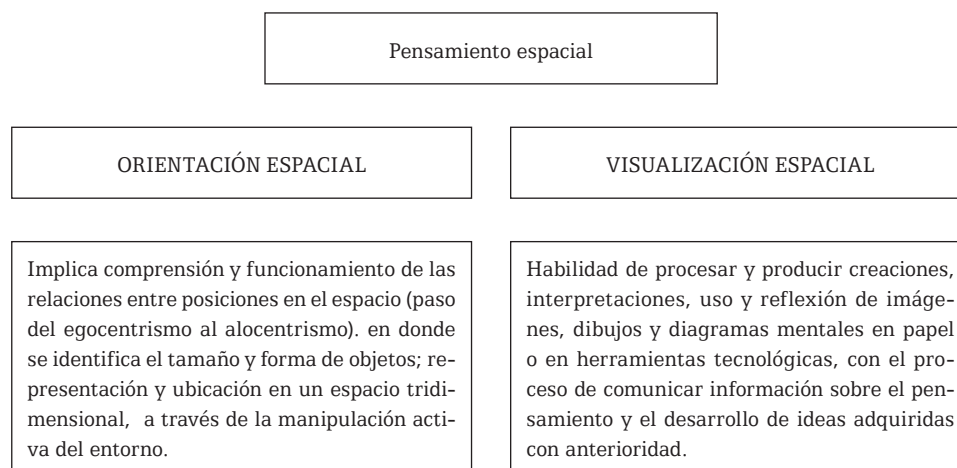 Pensamiento espacial
ORIENTACIÓN ESPACIAL
VISUALIZACIÓN ESPACIAL
Implica comprensión y funcionamiento de las
relaciones entre posiciones en el espacio (paso
del egocentrismo al alocentrismo). en donde
se identifica el tamaño y forma de objetos; re-
presentación y ubicación en un espacio tridi-
mensional, a través de la manipulación acti-
va del entorno.
Habilidad de procesar y producir creaciones,
interpretaciones, uso y reflexión de imáge-
nes, dibujos y diagramas mentales en papel
o en herramientas tecnológicas, con el pro-
ceso de comunicar información sobre el pen-
samiento y el desarrollo de ideas adquiridas
con anterioridad.